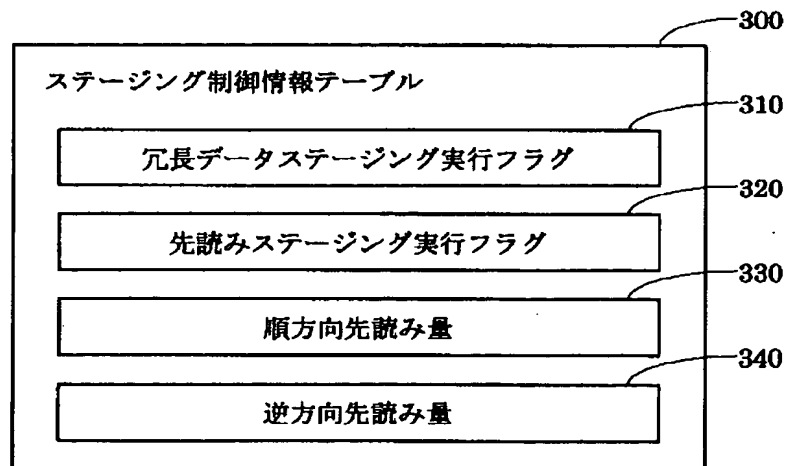 300
ステージング制御情報テーブル
310
冗長データステージング実行フラグ
320
先読みステージング実行フラグ
330
順方向先読み量
340
逆方向先読み量